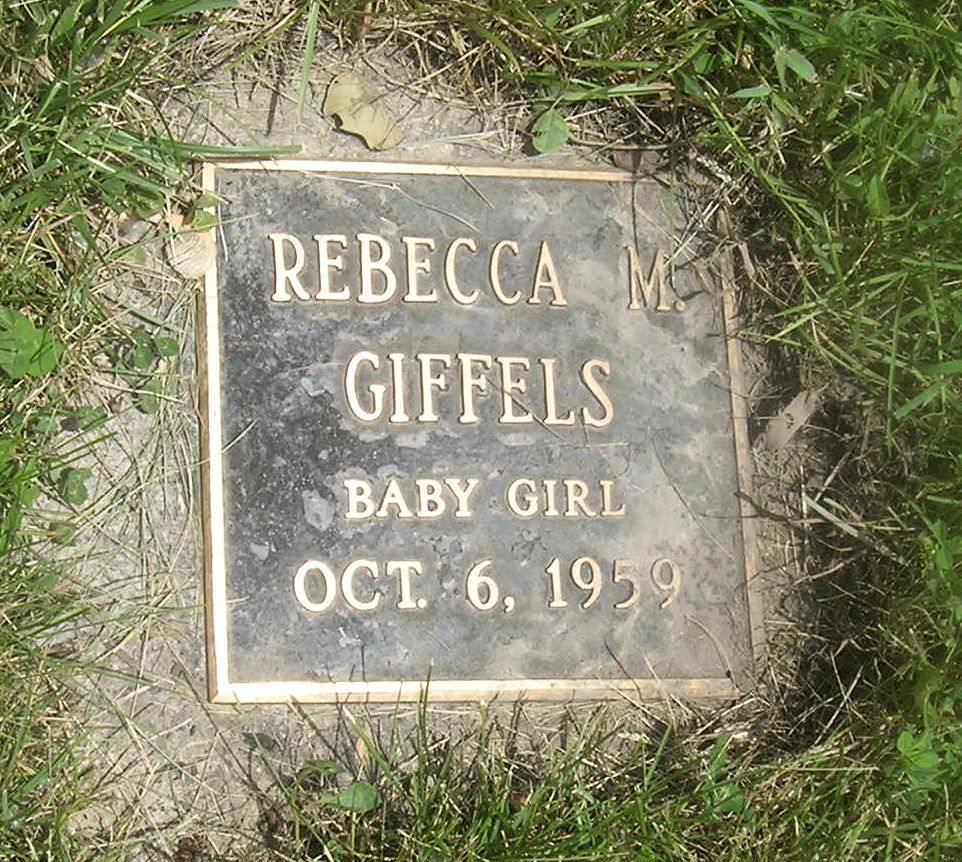 REBECCA M.
GIFFELS
BABY GIRL
OCT. 6, 1959